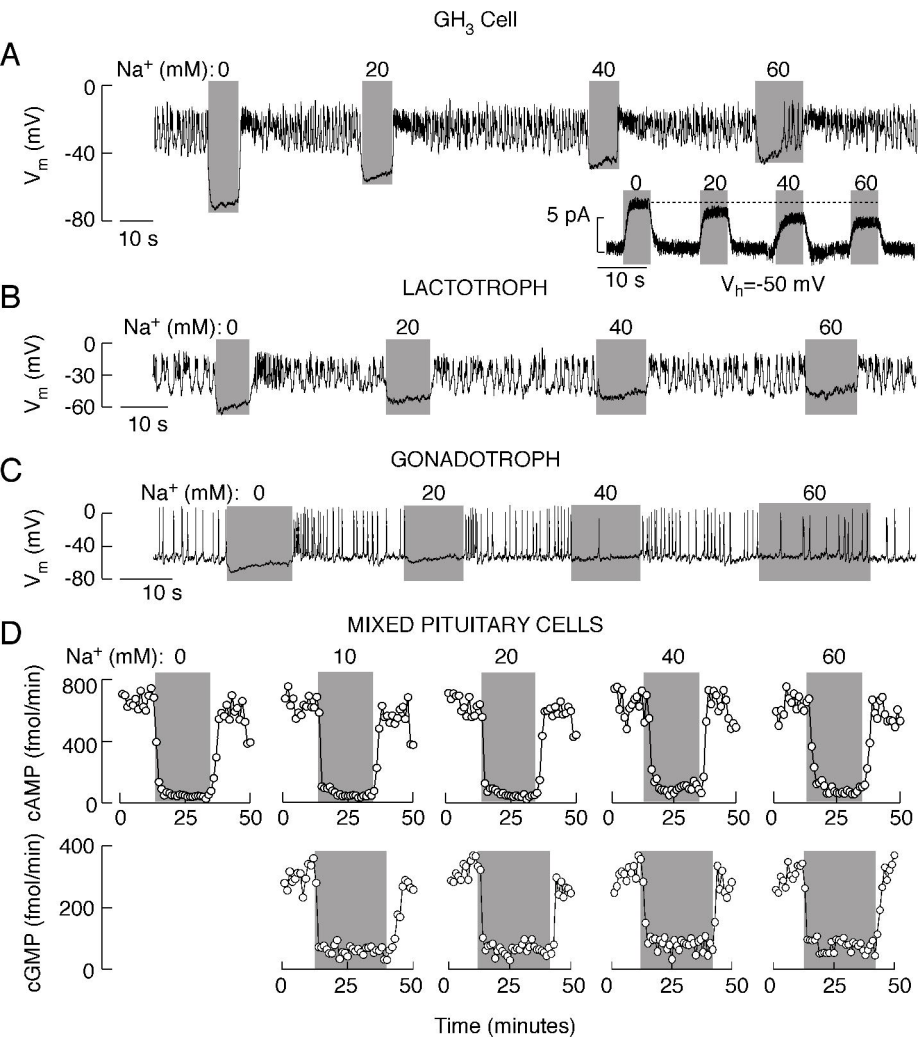 GH3 Cell
A
Na+ (mM): 0 20 40 60
Vm (mV)
0
-40
-80
10 s
0 20 40 60
5 pA
10 s
Vh=-50 mV
LACTOTROPH
B
Na+ (mM): 0 20 40 60
Vm (mV)
0
-30
-60
10 s
GONADOTROPH
C
Na+ (mM): 0 20 40 60
Vm (mV)
0
-40
-80
10 s
MIXED PITUITARY CELLS
D
Na+ (mM): 0 10 20 40 60
cAMP (fmol/min)
800
400
0
0 25 50 0 25 50 0 25 50 0 25 50 0 25 50
cGMP (fmol/min)
400
200
0
0 25 50 0 25 50 0 25 50 0 25 50
Time (minutes)